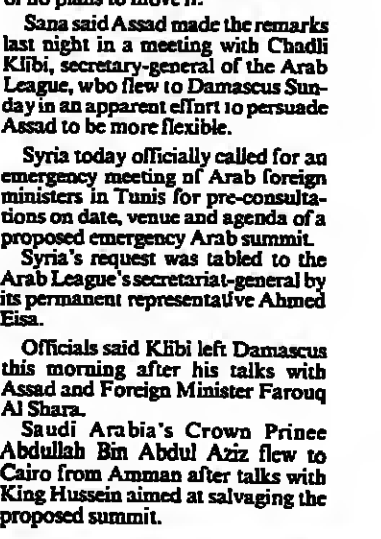 or no plans to move it.
Sana said Assad made the remarks
last night in a meeting with Chadli
Klibi, secretary-general of the Arab
League, who flew to Damascus Sun-
day in an apparent effort to persuade
Assad to be more flexible.
Syria today officially called for an
emergency meeting of Arab foreign
ministers in Tunis for pre-consulta-
tions on date, venue and agenda of a
proposed emergency Arab summit.
Syria's request was tabled to the
Arab League's secretariat-general by
its permanent representative Ahmed
Eisa.
Officials said Klibi left Damascus
this morning after his talks with
Assad and Foreign Minister Farouq
Al Shara.
Saudi Arabia's Crown Prince
Abdullah Bin Abdul Aziz flew to
Cairo from Amman after talks with
King Hussein aimed at salvaging the
proposed summit.